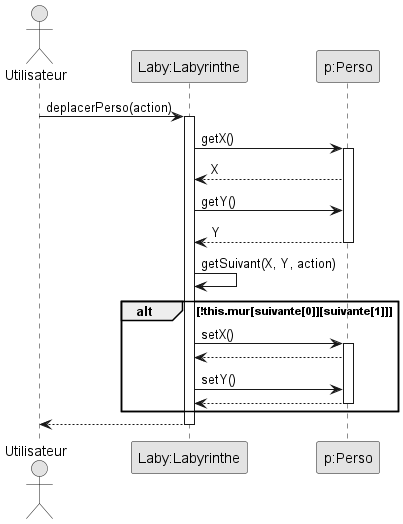 Utilisateur
Laby:Labyrinthe
p:Perso
deplacerPerso(action)
getX()
X
getY()
Y
getSuivant(X, Y, action)
alt [!this.mur[suivante[0]][suivante[1]]]
setX()
setY()
Utilisateur
Laby:Labyrinthe
p:Perso